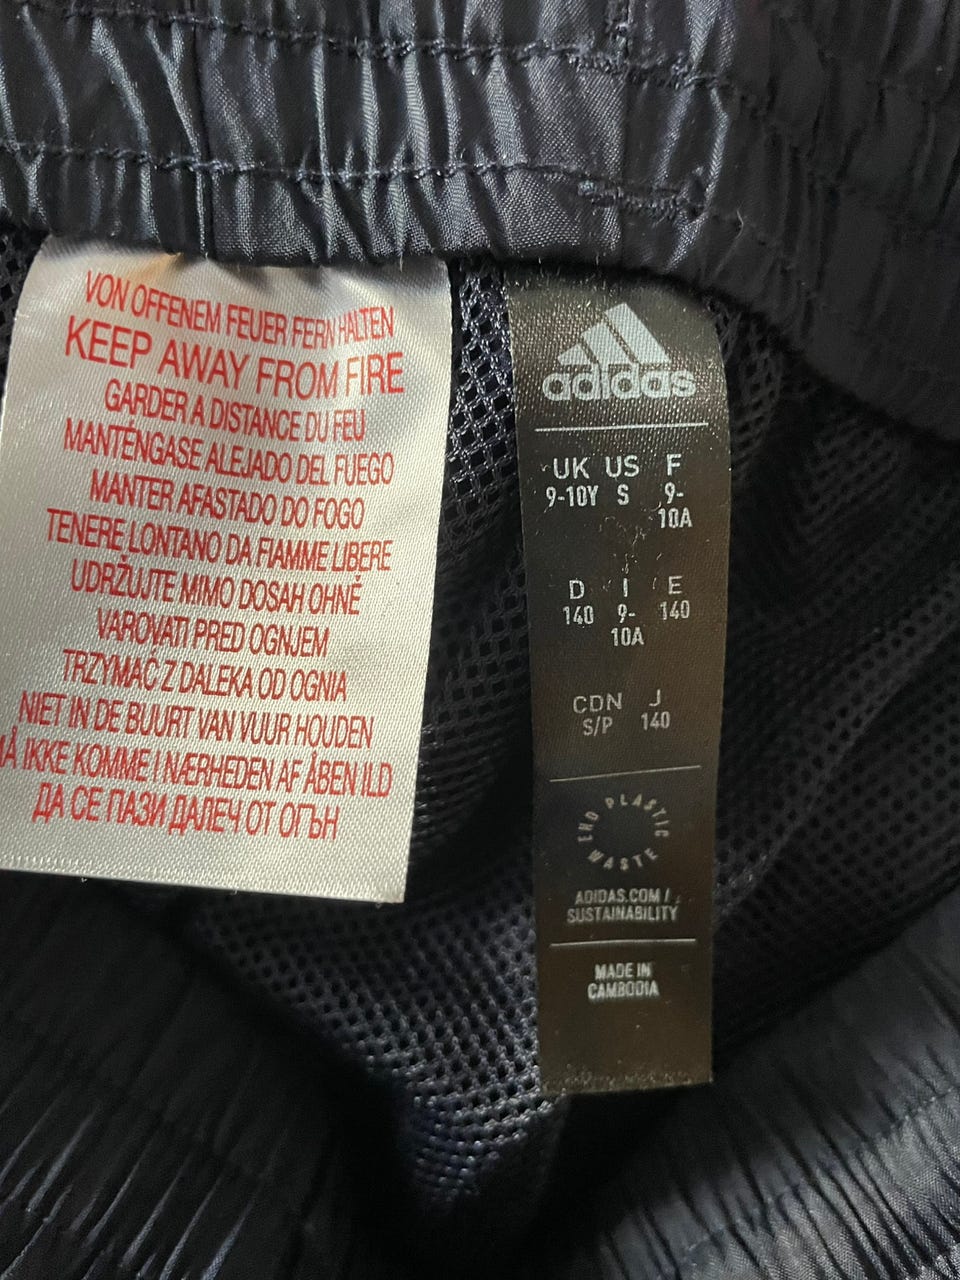 VON OFFENEM FEUER FERN HALTEN
KEEP AWAY FROM FIRE
GARDER A DISTANCE DU FEU
MANTÉNGASE ALEJADO DEL FUEGO
MANTER AFASTADO DO FOGO
TENERE LONTANO DA FIAMME LIBERE
UDRŽUJTE MIMO DOSAH OHNĚ
VAROVATI PRED OGNJEM
TRZYMAĆ Z DALEKA OD OGNIA
NIET IN DE BUURT VAN VUUR HOUDEN
MÅ IKKE KOMME I NÆRHEDEN AF ÅBEN ILD
ДА СЕ ПАЗИ ДАЛЕЧ ОТ ОГЪН
adidas
UK US F
9-10Y S 9-
10A
D I E
140 9- 140
10A
CDN J
S/P 140
END PLASTIC WASTE
ADIDAS.COM/
SUSTAINABILITY
MADE IN
CAMBODIA